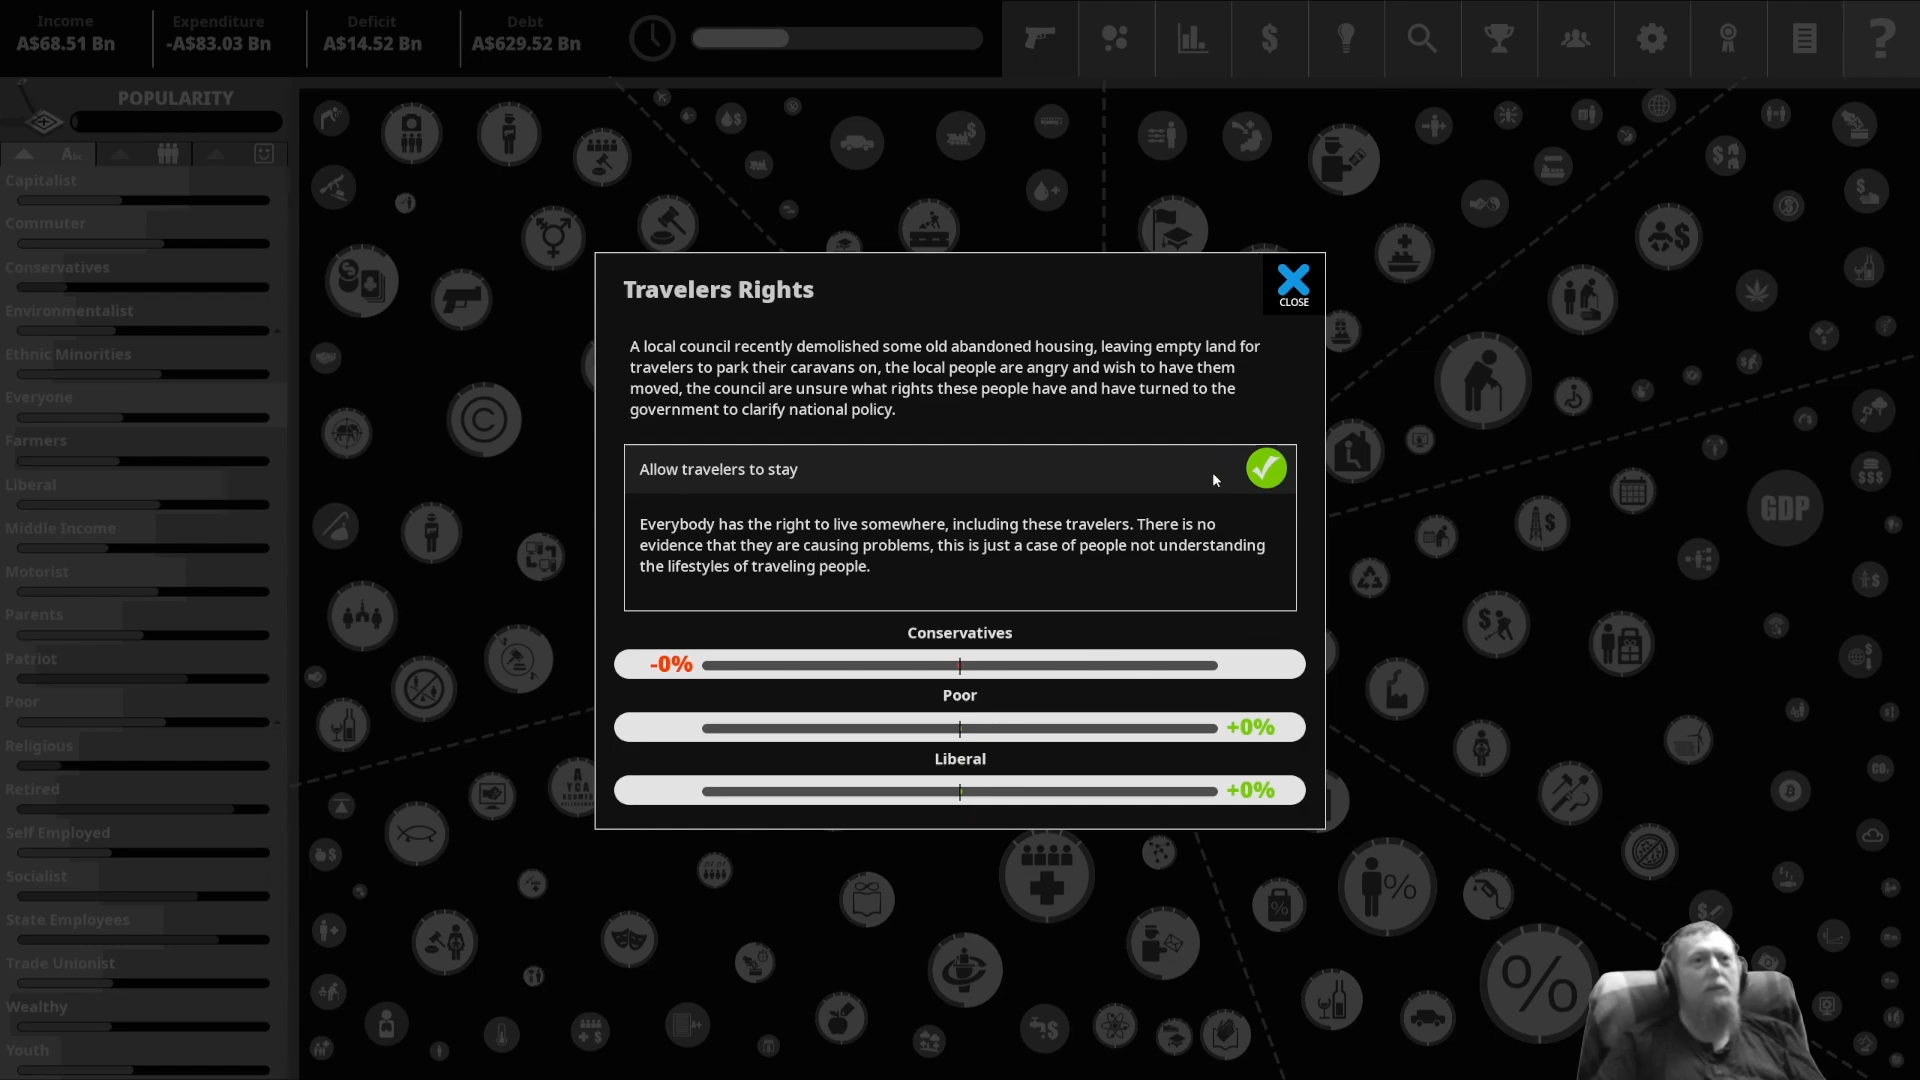 Income
A$68.51 Bn
Expenditure
-A$83.03 Bn
Deficit
A$14.52 Bn
Debt
A$629.52 Bn
POPULARITY
Abc
Capitalist
Commuter
Conservatives
Environmentalist
Ethnic Minorities
Everyone
Farmers
Liberal
Middle Income
Motorist
Parents
Patriot
Poor
Religious
Retired
Self Employed
Socialist
State Employees
Trade Unionist
Wealthy
Youth
Travelers Rights
CLOSE
A local council recently demolished some old abandoned housing, leaving empty land for
travelers to park their caravans on, the local people are angry and wish to have them
moved, the council are unsure what rights these people have and have turned to the
government to clarify national policy.
Allow travelers to stay
Everybody has the right to live somewhere, including these travelers. There is no
evidence that they are causing problems, this is just a case of people not understanding
the lifestyles of traveling people.
Conservatives
-0%
Poor
+0%
Liberal
+0%
GDP